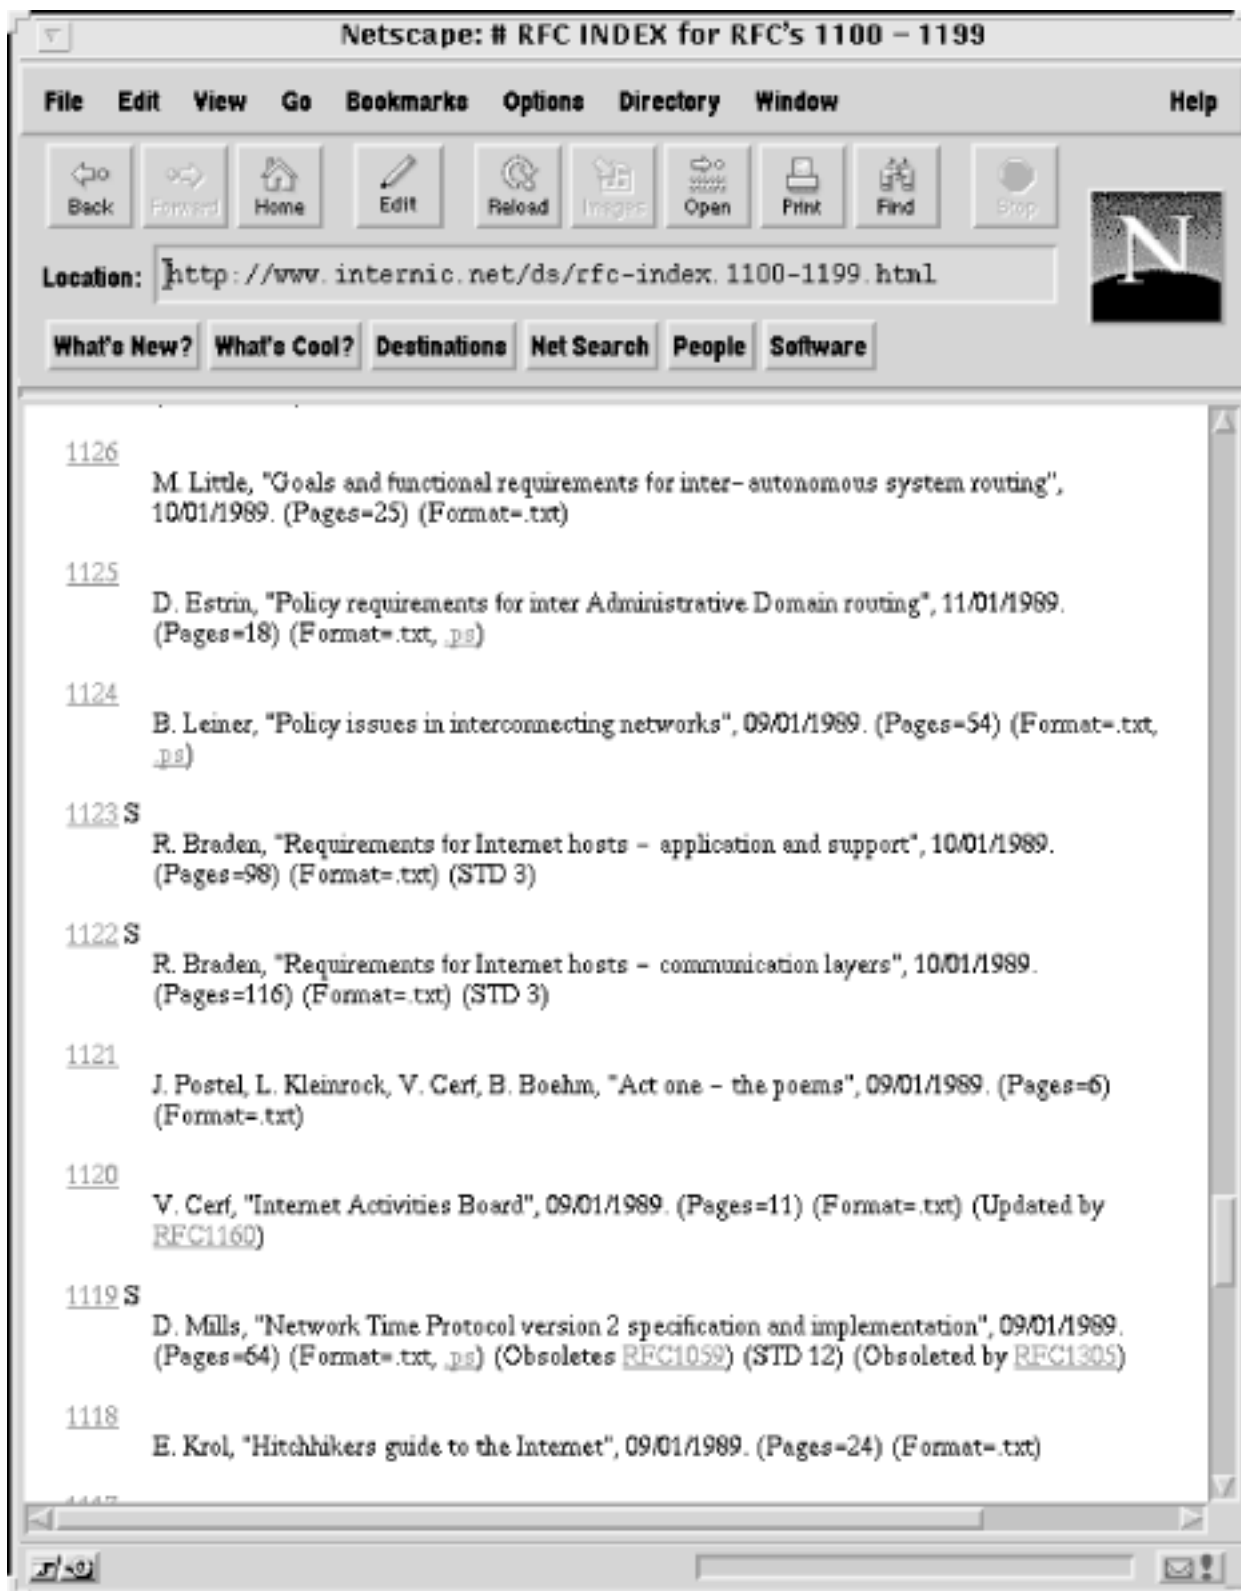 Netscape: # RFC INDEX for RFC's 1100 – 1199
File Edit View Go Bookmarks Options Directory Window Help
Back Forward Home Edit Reload Images Open Print Find Stop
N
Location: http://www.internic.net/ds/rfc-index.1100-1199.html
What's New? What's Cool? Destinations Net Search People Software
1126
M. Little, "Goals and functional requirements for inter-autonomous system routing",
10/01/1989. (Pages=25) (Format=.txt)
1125
D. Estrin, "Policy requirements for inter Administrative Domain routing", 11/01/1989.
(Pages=18) (Format=.txt, .ps)
1124
B. Leiner, "Policy issues in interconnecting networks", 09/01/1989. (Pages=54) (Format=.txt,
.ps)
1123 S
R. Braden, "Requirements for Internet hosts – application and support", 10/01/1989.
(Pages=98) (Format=.txt) (STD 3)
1122 S
R. Braden, "Requirements for Internet hosts – communication layers", 10/01/1989.
(Pages=116) (Format=.txt) (STD 3)
1121
J. Postel, L. Kleinrock, V. Cerf, B. Boehm, "Act one – the poems", 09/01/1989. (Pages=6)
(Format=.txt)
1120
V. Cerf, "Internet Activities Board", 09/01/1989. (Pages=11) (Format=.txt) (Updated by
RFC1160)
1119 S
D. Mills, "Network Time Protocol version 2 specification and implementation", 09/01/1989.
(Pages=64) (Format=.txt, .ps) (Obsoletes RFC1059) (STD 12) (Obsoleted by RFC1305)
1118
E. Krol, "Hitchhikers guide to the Internet", 09/01/1989. (Pages=24) (Format=.txt)